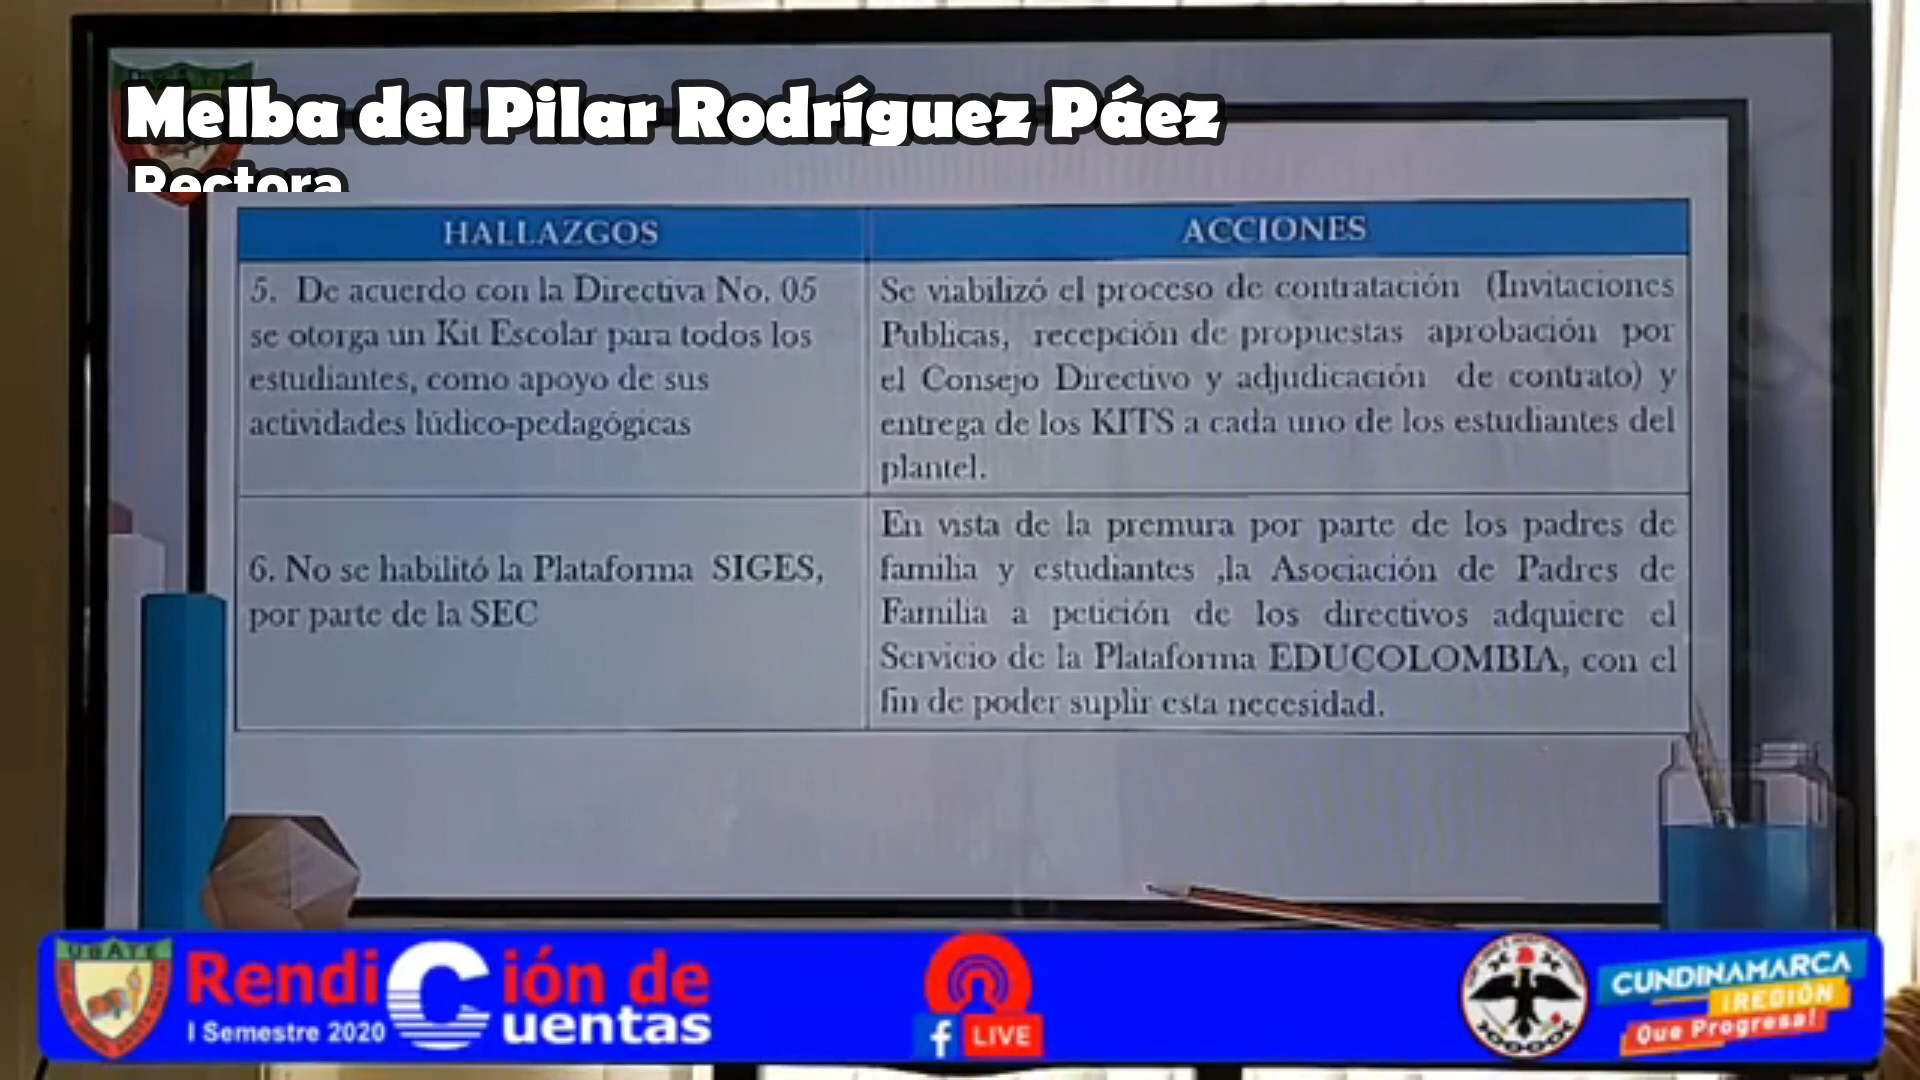 Melba del Pilar Rodríguez Páez
Rectora
HALLAZGOS
ACCIONES
5. De acuerdo con la Directiva No. 05
se otorga un Kit Escolar para todos los
estudiantes, como apoyo de sus
actividades lúdico-pedagógicas
Se viabilizó el proceso de contratación (Invitaciones
Publicas, recepción de propuestas aprobación por
el Consejo Directivo y adjudicación de contrato) y
entrega de los KITS a cada uno de los estudiantes del
plantel.
6. No se habilitó la Plataforma SIGES,
por parte de la SEC
En vista de la premura por parte de los padres de
familia y estudiantes ,la Asociación de Padres de
Familia a petición de los directivos adquiere el
Servicio de la Plataforma EDUCOLOMBIA, con el
fin de poder suplir esta necesidad.
UBATE
Rendición de
Cuentas
I Semestre 2020
f LIVE
CUNDINAMARCA
¡REGIÓN
Que Progresa!